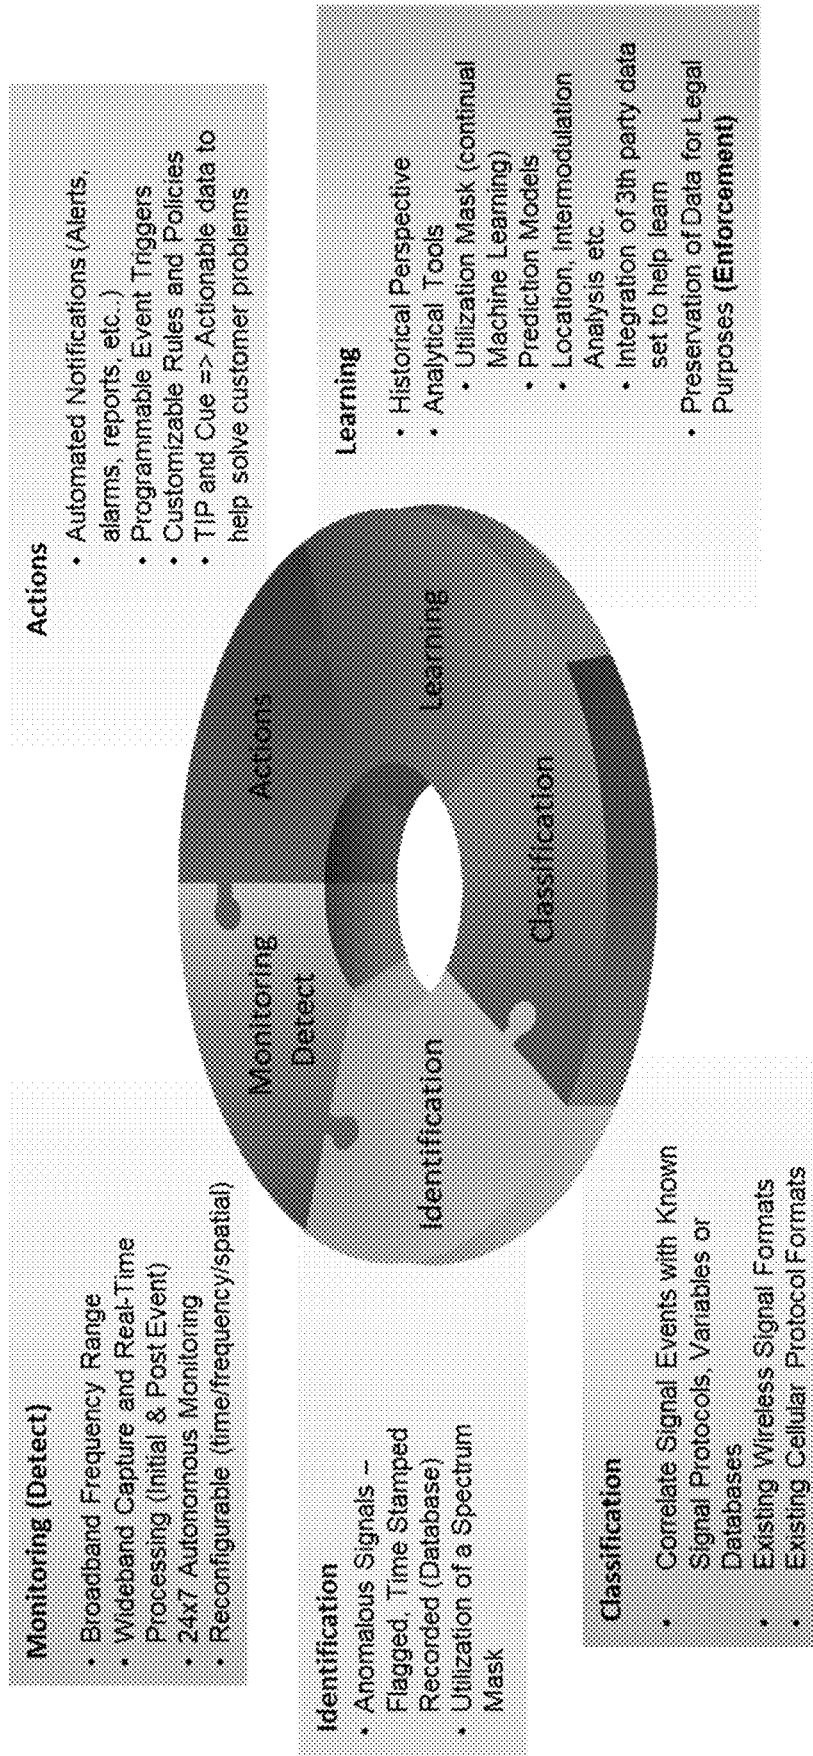 Monitoring (Detect)
• Broadband Frequency Range
• Wideband Capture and Real-Time
Processing (Initial & Post Event)
• 24x7 Autonomous Monitoring
• Reconfigurable (time/frequency/spatial)
Identification
• Anomalous Signals –
Flagged, Time Stamped
Recorded (Database)
• Utilization of a Spectrum
Mask
Classification
• Correlate Signal Events with Known
Signal Protocols, Variables or
Databases
• Existing Wireless Signal Formats
• Existing Cellular Protocol Formats
Monitoring
Detect
Identification
Classification
Actions
Learning
Actions
• Automated Notifications (Alerts,
alarms, reports, etc..)
• Programmable Event Triggers
• Customizable Rules and Policies
• TIP and Cue => Actionable data to
help solve customer problems
Learning
• Historical Perspective
• Analytical Tools
• Utilization Mask (continual
Machine Learning)
• Prediction Models
• Location, Intermodulation
Analysis etc.
• Integration of 3th party data
set to help learn
• Preservation of Data for Legal
Purposes (Enforcement)